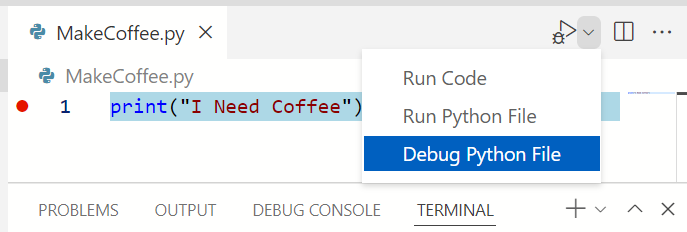 MakeCoffee.py
MakeCoffee.py
1 print("I Need Coffee")
Run Code
Run Python File
Debug Python File
PROBLEMS OUTPUT DEBUG CONSOLE TERMINAL